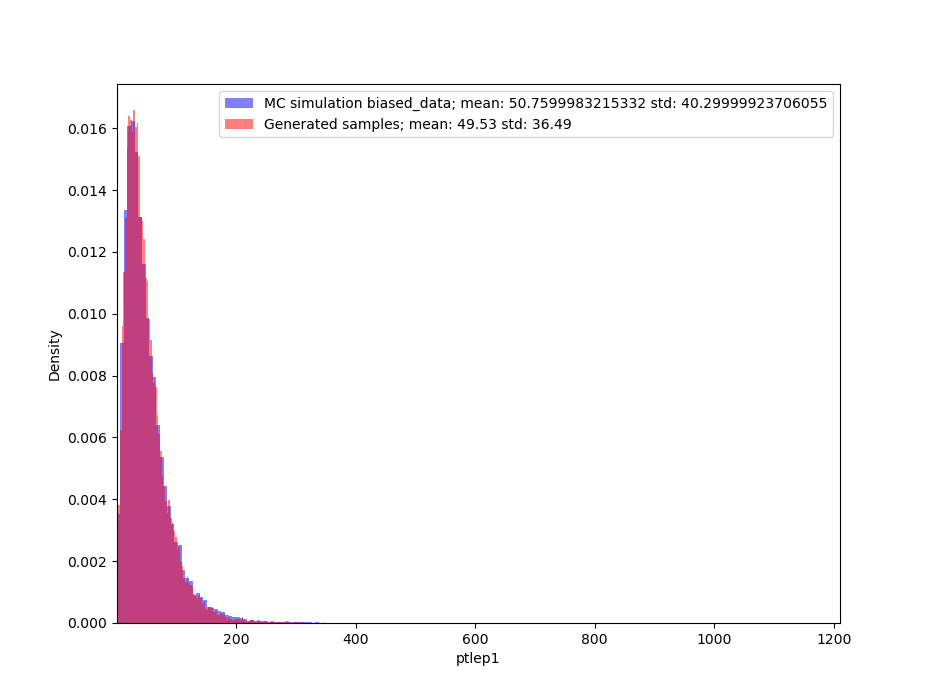 MC simulation biased_data; mean: 50.7599983215332 std: 40.29999923706055
Generated samples; mean: 49.53 std: 36.49
0.016
0.014
0.012
0.010
0.008
0.006
0.004
0.002
0.000
Density
200 400 600 800 1000 1200
ptlep1